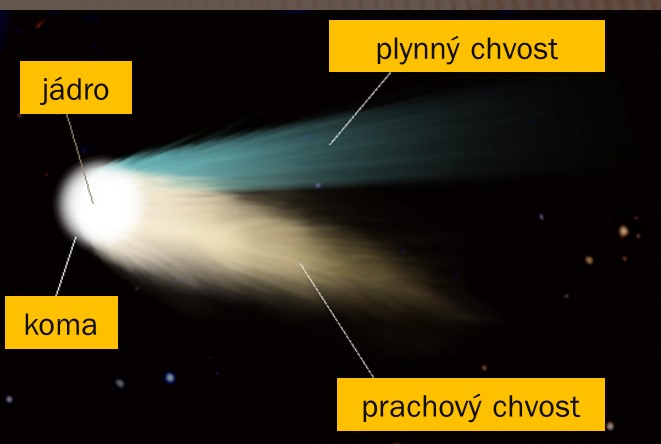 plynný chvost
jádro
koma
prachový chvost